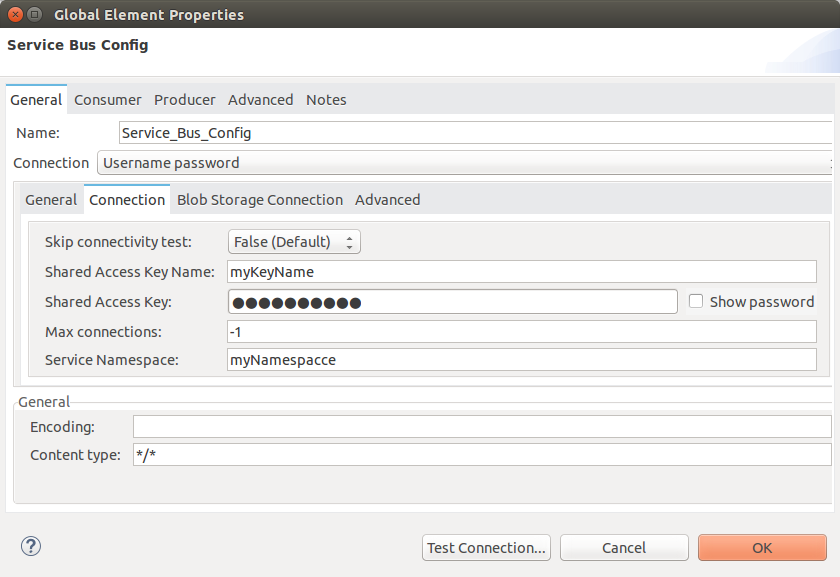 Global Element Properties
Service Bus Config
General Consumer Producer Advanced Notes
Name: Service_Bus_Config
Connection Username password
General Connection Blob Storage Connection Advanced
Skip connectivity test: False (Default)
Shared Access Key Name: myKeyName
Shared Access Key: ●●●●●●●●●● Show password
Max connections: -1
Service Namespace: myNamespacce
General
Encoding:
Content type: */*
? Test Connection... Cancel OK